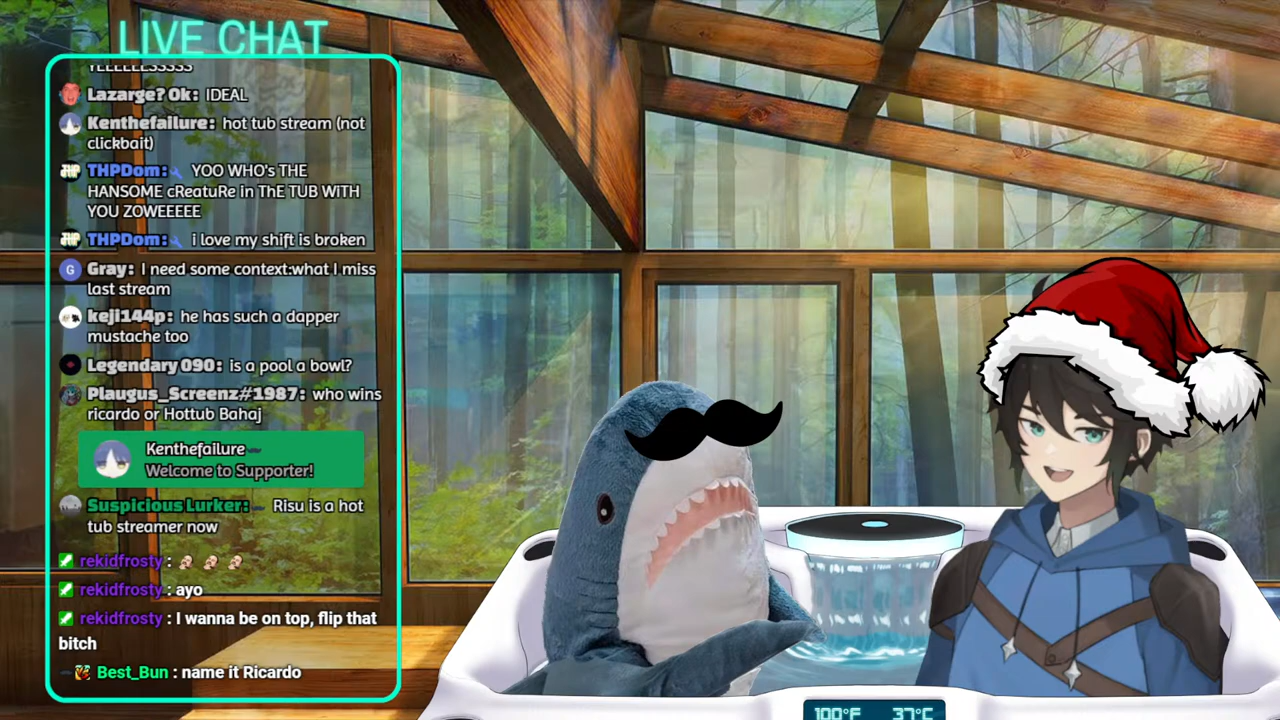 LIVE CHAT
YEEEEEESSSSS
Lazarge? Ok: IDEAL
Kenthefailure: hot tub stream (not
clickbait)
THPDom: YOO WHO's THE
HANSOME cReatuRe in ThE TUB WITH
YOU ZOWEEEEE
THPDom: i love my shift is broken
Gray: I need some context:what I miss
last stream
keji144p: he has such a dapper
mustache too
Legendary 090: is a pool a bowl?
Plaugus_Screenz#1987: who wins
ricardo or Hottub Bahaj
Kenthefailure
Welcome to Supporter!
Suspicious Lurker: Risu is a hot
tub streamer now
rekidfrosty :
rekidfrosty : ayo
rekidfrosty : I wanna be on top, flip that
bitch
Best_Bun : name it Ricardo
100°F 37°C